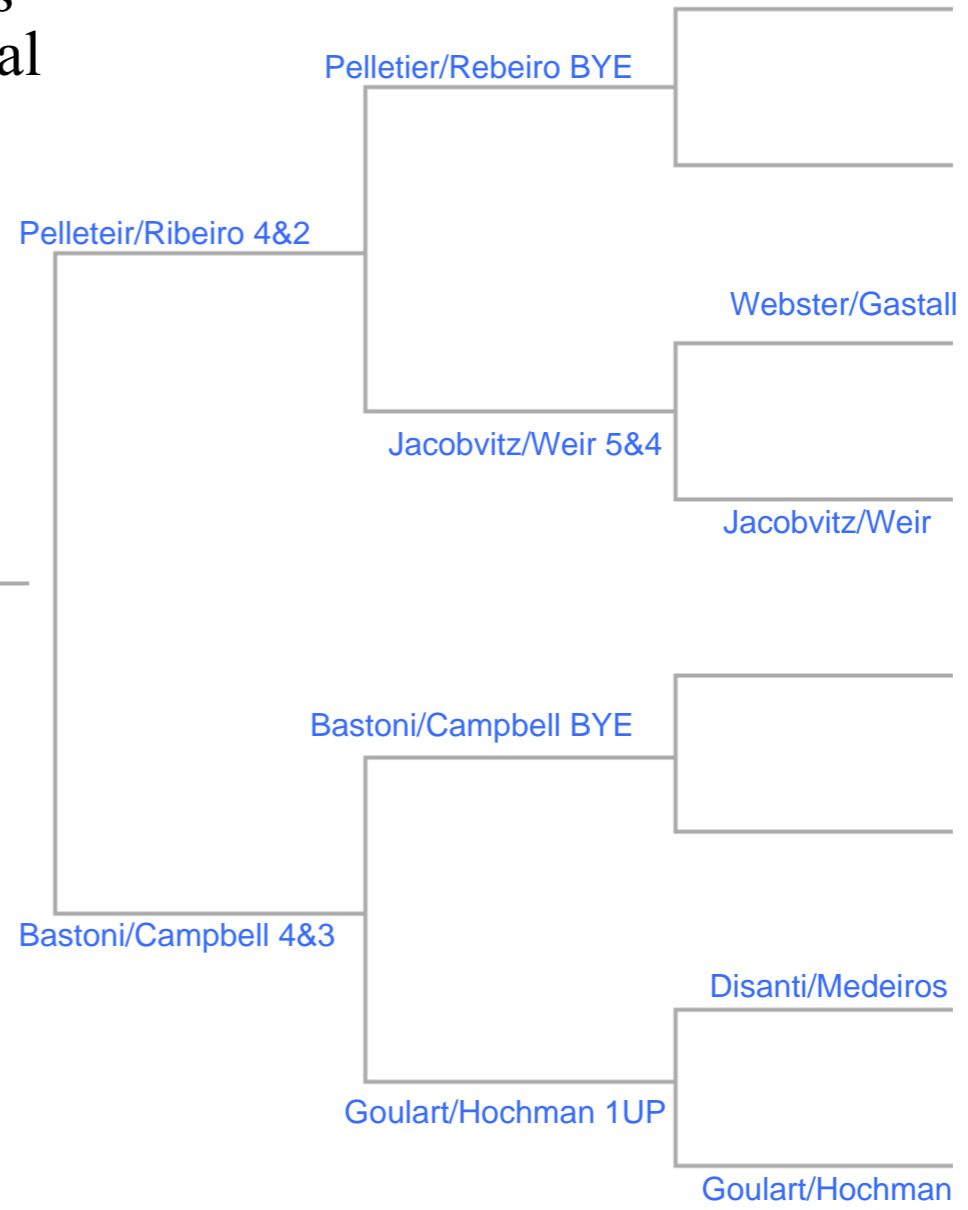 al
Pelletier/Rebeiro BYE
Pelleteir/Ribeiro 4&2
Webster/Gastall
Jacobvitz/Weir 5&4
Jacobvitz/Weir
Bastoni/Campbell BYE
Bastoni/Campbell 4&3
Disanti/Medeiros
Goulart/Hochman 1UP
Goulart/Hochman